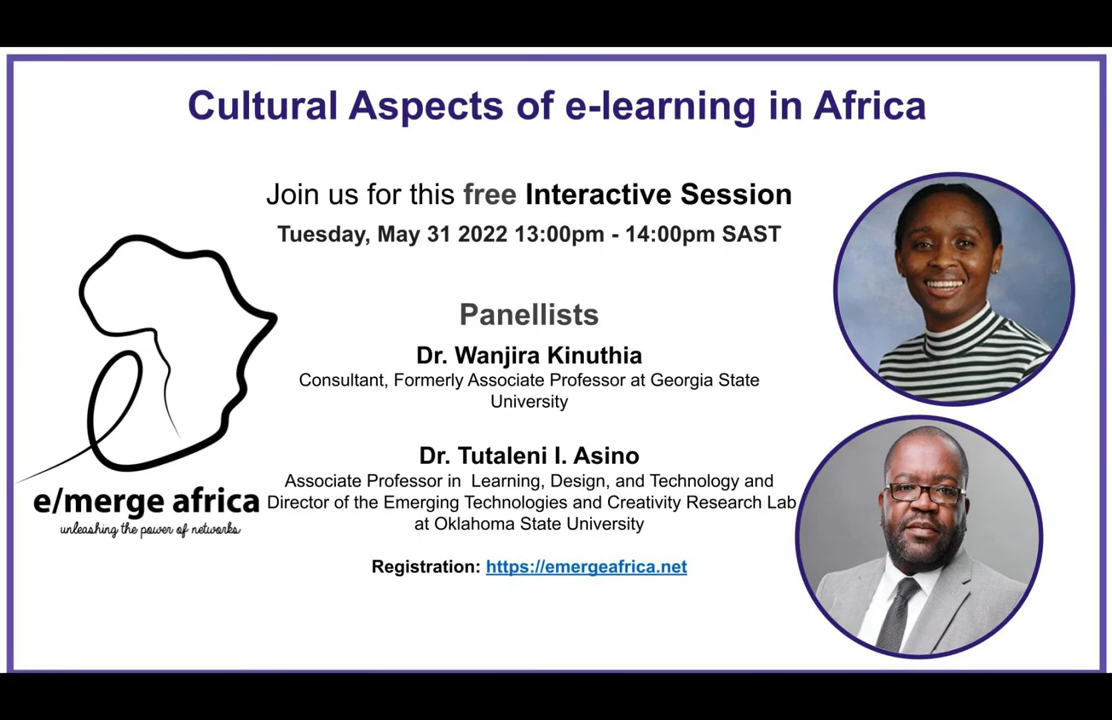 Cultural Aspects of e-learning in Africa
Join us for this free Interactive Session
Tuesday, May 31 2022 13:00pm - 14:00pm SAST
Panellists
Dr. Wanjira Kinuthia
Consultant, Formerly Associate Professor at Georgia State
University
Dr. Tutaleni I. Asino
Associate Professor in Learning, Design, and Technology and
Director of the Emerging Technologies and Creativity Research Lab
at Oklahoma State University
Registration: https://emergeafrica.net
e/merge africa
unleashing the power of networks